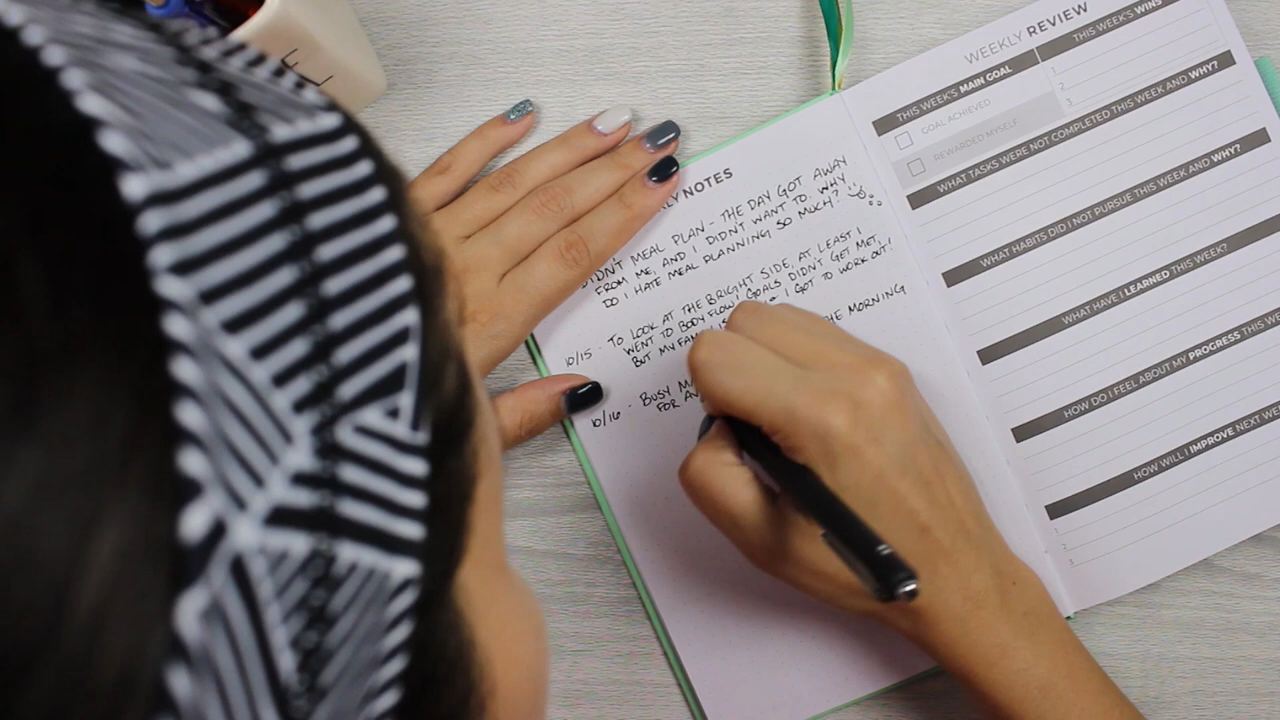 LY NOTES
DIDN'T MEAL PLAN - THE DAY GOT AWAY
FROM ME, AND I DIDN'T WANT TO. WHY
DO I HATE MEAL PLANNING SO MUCH?
10/15 - TO LOOK AT THE BRIGHT SIDE, AT LEAST I
WENT TO BODY FLOW! GOALS DIDN'T GET MET,
BUT MY FAM IS I GOT TO WORK OUT!
10/16 - BUSY MORNING
FOR
WEEKLY REVIEW
THIS WEEK'S MAIN GOAL
GOAL ACHIEVED
REWARDED MYSELF
THIS WEEK'S WINS
1
2
3
WHAT TASKS WERE NOT COMPLETED THIS WEEK AND WHY?
WHAT HABITS DID I NOT PURSUE THIS WEEK AND WHY?
WHAT HAVE I LEARNED THIS WEEK?
HOW DO I FEEL ABOUT MY PROGRESS THIS WE
HOW WILL I IMPROVE NEXT WE
2
3